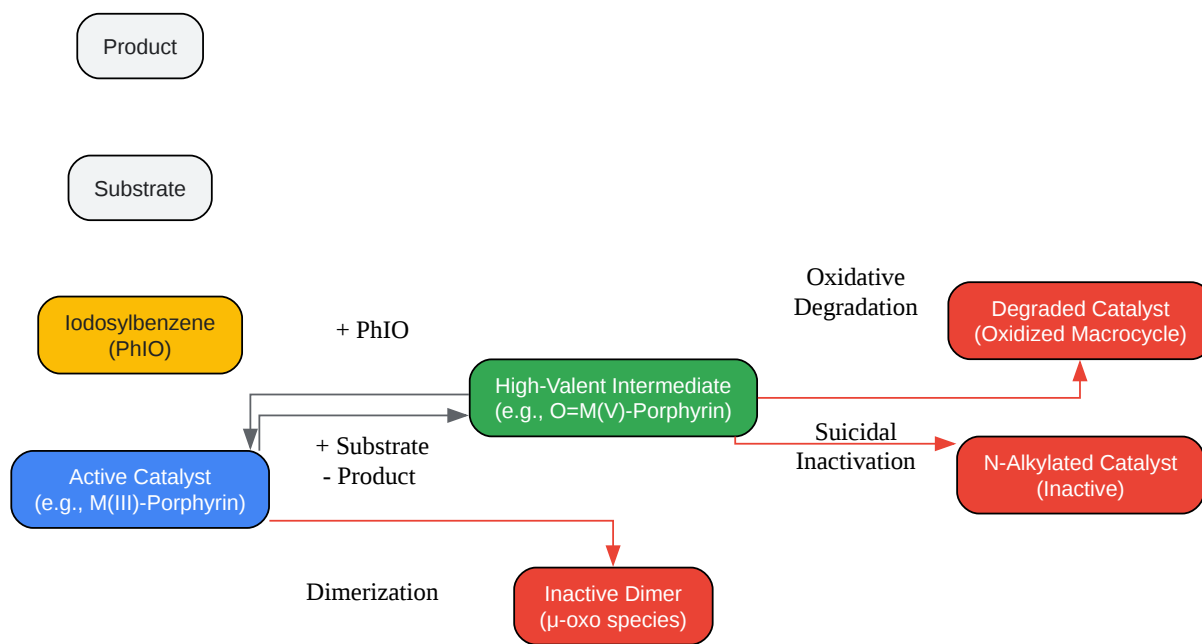 Product
Substrate
Iodosylbenzene
(PhIO)
+ PhIO
Oxidative
Degradation
Degraded Catalyst
(Oxidized Macrocycle)
High-Valent Intermediate
(e.g., O=M(V)-Porphyrin)
+ Substrate
- Product
Suicidal
Inactivation
Active Catalyst
(e.g., M(III)-Porphyrin)
N-Alkylated Catalyst
(Inactive)
Dimerization
Inactive Dimer
(μ-oxo species)